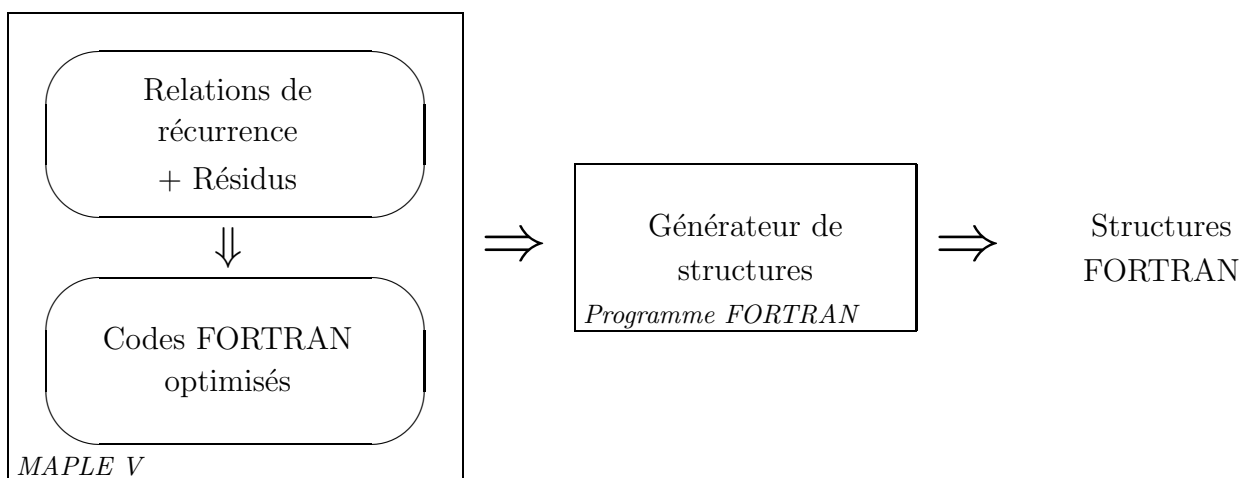 Relations de
récurrence
+ Résidus
⇓
Codes FORTRAN
optimisés
MAPLE V
⇒
Générateur de
structures
Programme FORTRAN
⇒
Structures
FORTRAN